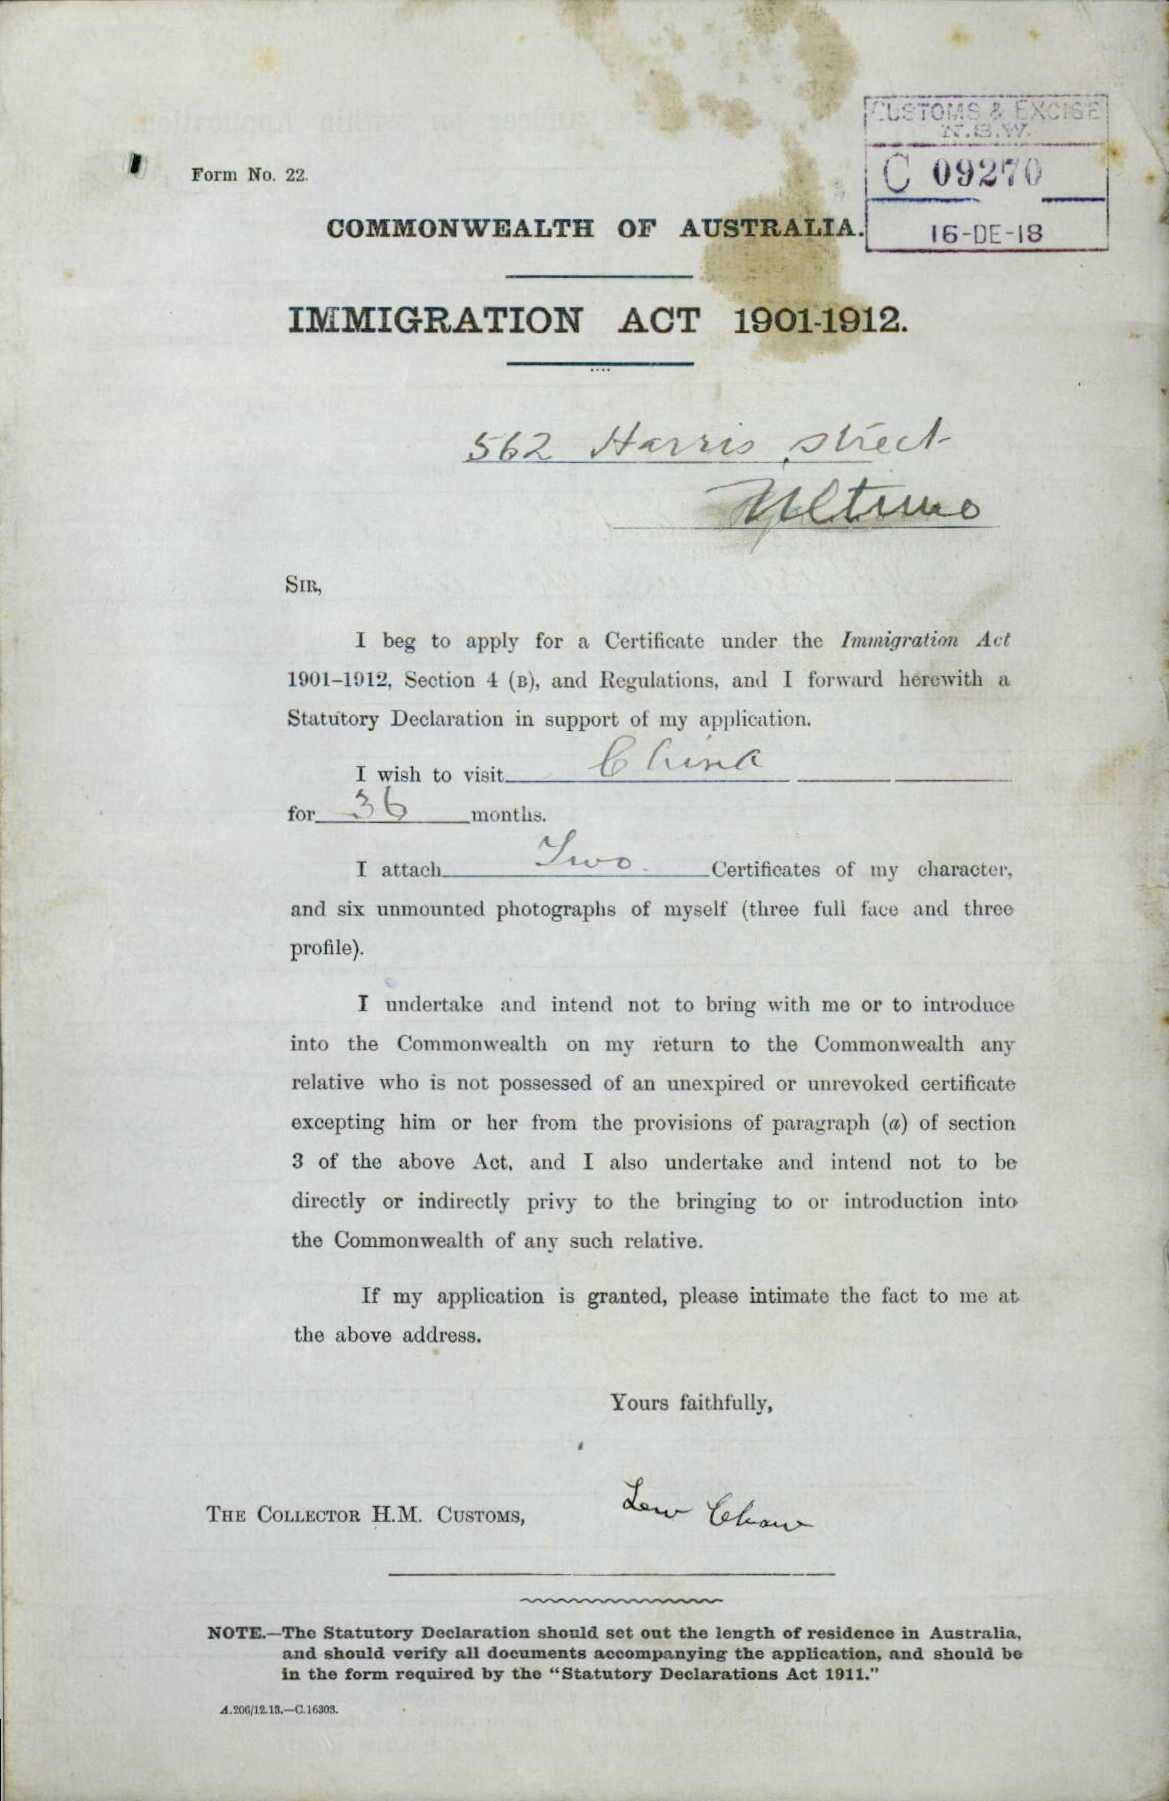 CUSTOMS & EXCISE
N.S.W.
C 09270
16-DE-18
Form No. 22.
COMMONWEALTH OF AUSTRALIA.
IMMIGRATION ACT 1901-1912.
562 Harris street
Ultimo
SIR,
I beg to apply for a Certificate under the Immigration Act
1901-1912, Section 4 (B), and Regulations, and I forward herewith a
Statutory Declaration in support of my application.
I wish to visit China
for 36 months.
I attach Two. Certificates of my character,
and six unmounted photographs of myself (three full face and three
profile).
I undertake and intend not to bring with me or to introduce
into the Commonwealth on my return to the Commonwealth any
relative who is not possessed of an unexpired or unrevoked certificate
excepting him or her from the provisions of paragraph (a) of section
3 of the above Act, and I also undertake and intend not to be
directly or indirectly privy to the bringing to or introduction into
the Commonwealth of any such relative.
If my application is granted, please intimate the fact to me at
the above address.
Yours faithfully,
THE COLLECTOR H.M. CUSTOMS, Lew Chaw
NOTE.—The Statutory Declaration should set out the length of residence in Australia,
and should verify all documents accompanying the application, and should be
in the form required by the "Statutory Declarations Act 1911."
A.206/12.13.—C.16303.